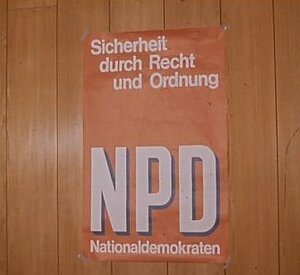 Sicherheit
durch Recht
und Ordnung
NPD
Nationaldemokraten